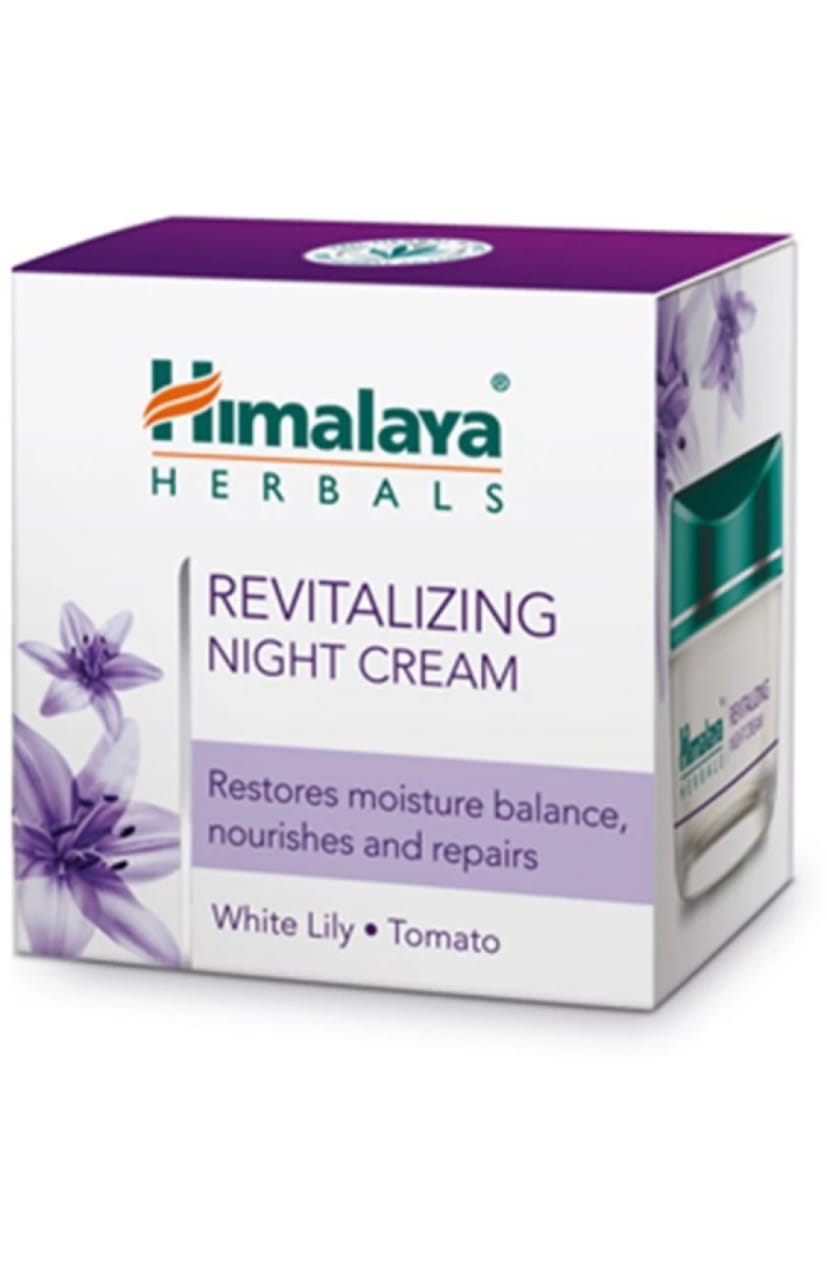 Himalaya®
HERBALS
REVITALIZING
NIGHT CREAM
Restores moisture balance,
nourishes and repairs
White Lily • Tomato
Himalaya
HERBALS
REVITALIZING
NIGHT CREAM